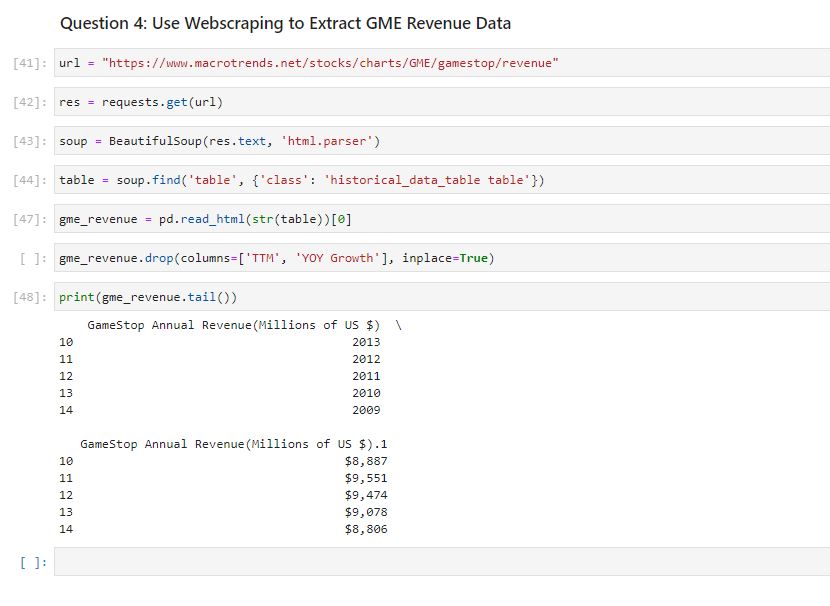 Question 4: Use Webscraping to Extract GME Revenue Data
[41]: url = "https://www.macrotrends.net/stocks/charts/GME/gamestop/revenue"
[42]: res = requests.get(url)
[43]: soup = BeautifulSoup(res.text, 'html.parser')
[44]: table = soup.find('table', {'class': 'historical_data_table table'})
[47]: gme_revenue = pd.read_html(str(table))[0]
[ ]: gme_revenue.drop(columns=['TTM', 'YOY Growth'], inplace=True)
[48]: print(gme_revenue.tail())
GameStop Annual Revenue(Millions of US $) \
10 2013
11 2012
12 2011
13 2010
14 2009
GameStop Annual Revenue(Millions of US $).1
10 $8,887
11 $9,551
12 $9,474
13 $9,078
14 $8,806
[ ]: